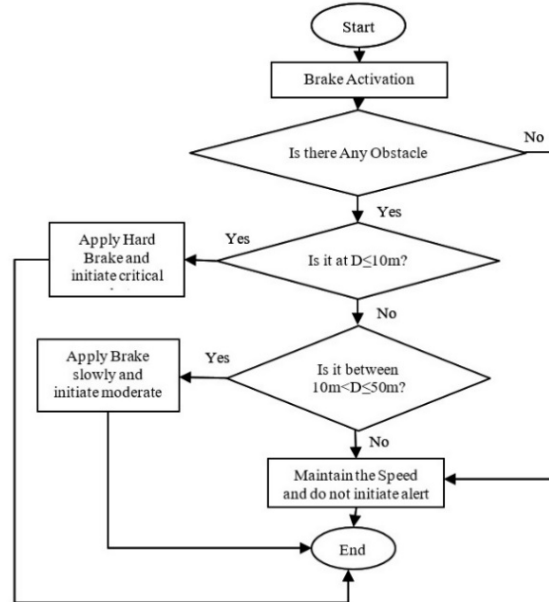 Start
Brake Activation
Is there Any Obstacle
No
Yes
Is it at D≤10m?
Yes
Apply Hard
Brake and
initiate critical
No
Is it between
10m<D≤50m?
Yes
Apply Brake
slowly and
initiate moderate
No
Maintain the Speed
and do not initiate alert
End